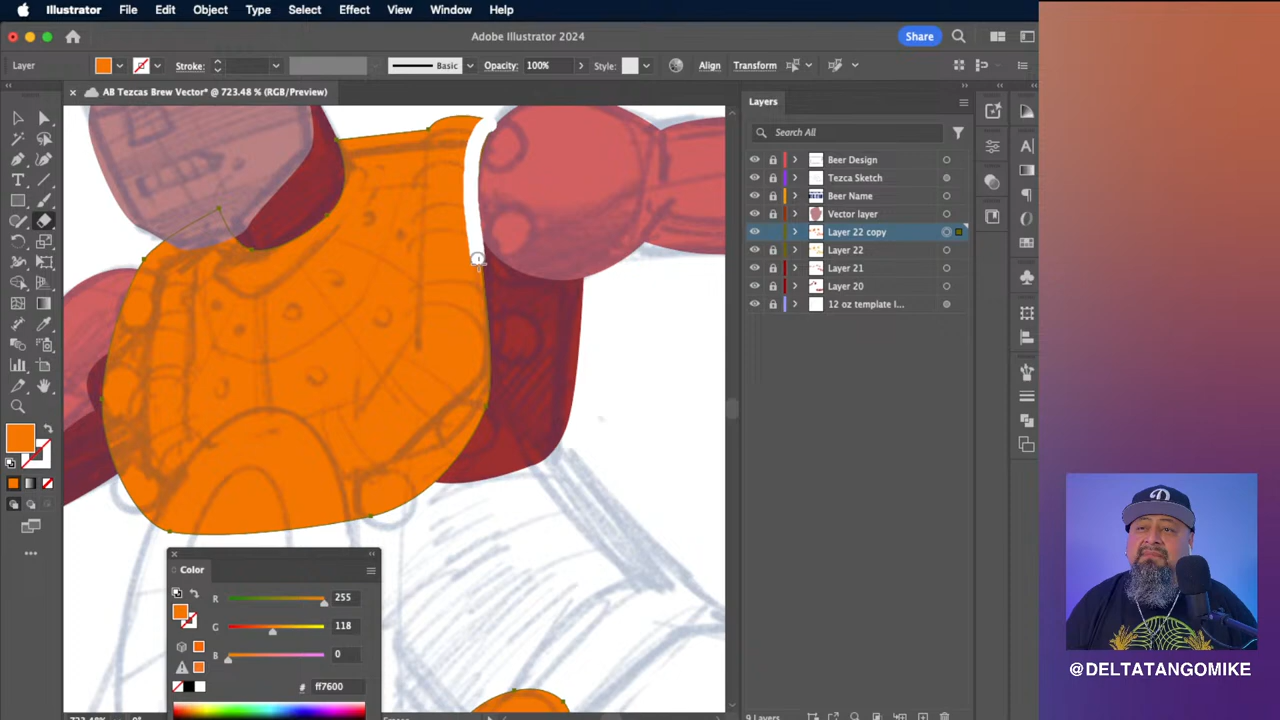 Illustrator File Edit Object Type Select Effect View Window Help
Adobe Illustrator 2024
Share
Layer
Stroke:
Basic
Opacity: 100%
Style:
Align
Transform
× AB Tezcas Brew Vector* @ 723.48 % (RGB/Preview)
Layers
Search All
Beer Design
Tezca Sketch
Beer Name
Vector layer
Layer 22 copy
Layer 22
Layer 21
Layer 20
12 oz template l...
Color
R 255
G 118
B 0
# ff7600
@DELTATANGOMIKE